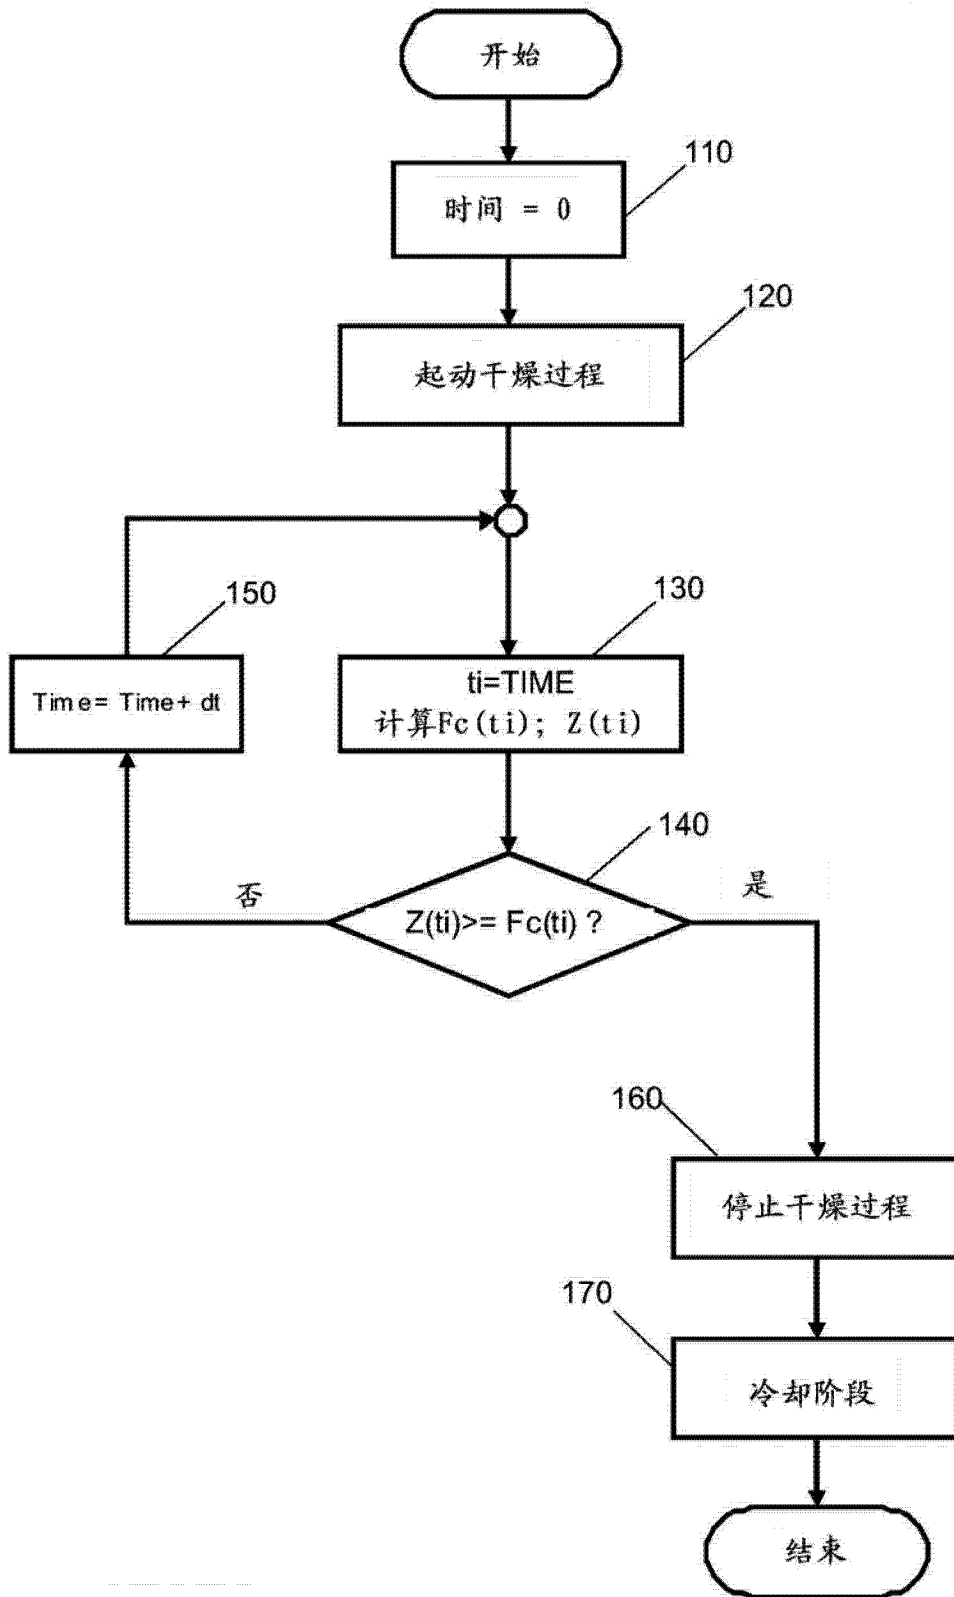 开始
110
时间 = 0
120
起动干燥过程
150
130
Time= Time+ dt
ti=TIME
计算Fc(ti); Z(ti)
140
否
是
Z(ti)>= Fc(ti) ?
160
停止干燥过程
170
冷却阶段
结束